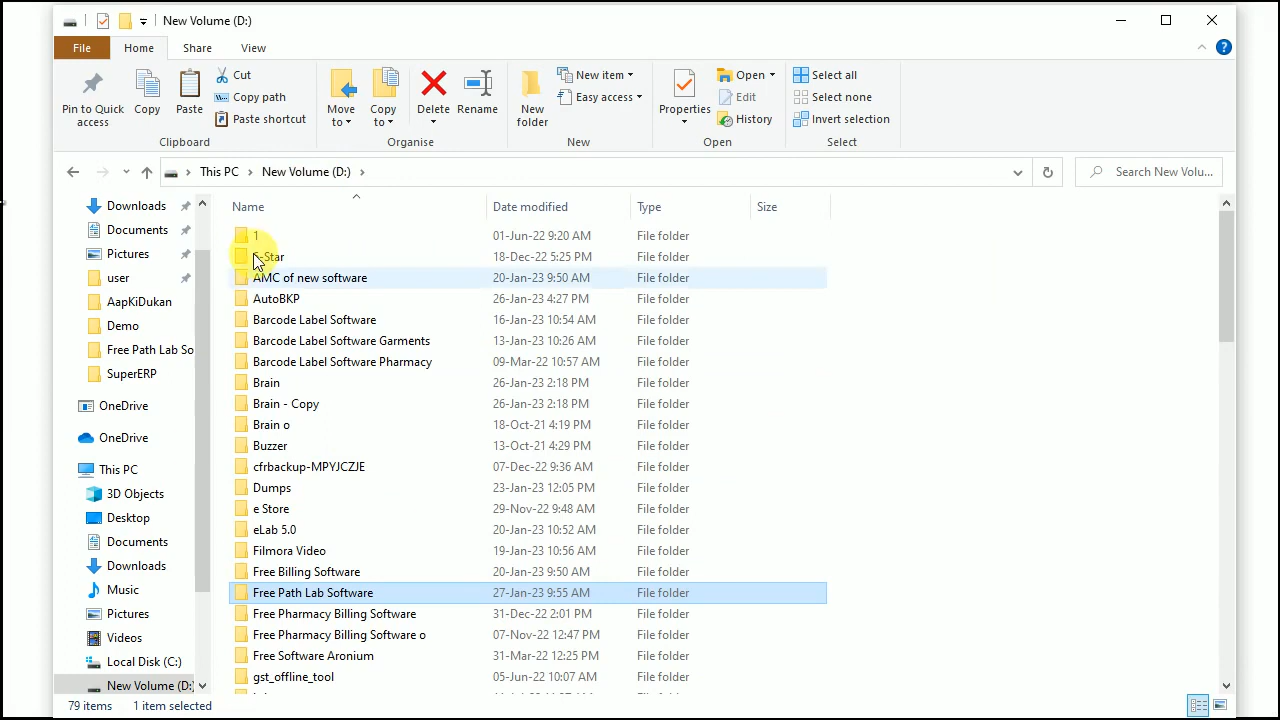 New Volume (D:)
File Home Share View
Pin to Quick access
Copy
Paste
Cut
Copy path
Paste shortcut
Clipboard
Move to
Copy to
Delete
Rename
Organise
New folder
New item
Easy access
New
Properties
Open
Edit
History
Open
Select all
Select none
Invert selection
Select
This PC > New Volume (D:) >
Search New Volu...
Downloads
Documents
Pictures
user
AapKiDukan
Demo
Free Path Lab So
SuperERP
OneDrive
OneDrive
This PC
3D Objects
Desktop
Documents
Downloads
Music
Pictures
Videos
Local Disk (C:)
New Volume (D:
Name Date modified Type Size
1 01-Jun-22 9:20 AM File folder
-Star 18-Dec-22 5:25 PM File folder
AMC of new software 20-Jan-23 9:50 AM File folder
AutoBKP 26-Jan-23 4:27 PM File folder
Barcode Label Software 16-Jan-23 10:54 AM File folder
Barcode Label Software Garments 13-Jan-23 10:26 AM File folder
Barcode Label Software Pharmacy 09-Mar-22 10:57 AM File folder
Brain 26-Jan-23 2:18 PM File folder
Brain - Copy 26-Jan-23 2:18 PM File folder
Brain o 18-Oct-21 4:19 PM File folder
Buzzer 13-Oct-21 4:29 PM File folder
cfrbackup-MPYJCZJE 07-Dec-22 9:36 AM File folder
Dumps 23-Jan-23 12:05 PM File folder
e Store 29-Nov-22 9:48 AM File folder
eLab 5.0 20-Jan-23 10:52 AM File folder
Filmora Video 19-Jan-23 10:56 AM File folder
Free Billing Software 20-Jan-23 9:50 AM File folder
Free Path Lab Software 27-Jan-23 9:55 AM File folder
Free Pharmacy Billing Software 31-Dec-22 2:01 PM File folder
Free Pharmacy Billing Software o 07-Nov-22 12:47 PM File folder
Free Software Aronium 31-Mar-22 12:25 PM File folder
gst_offline_tool 05-Jun-22 10:07 AM File folder
79 items 1 item selected